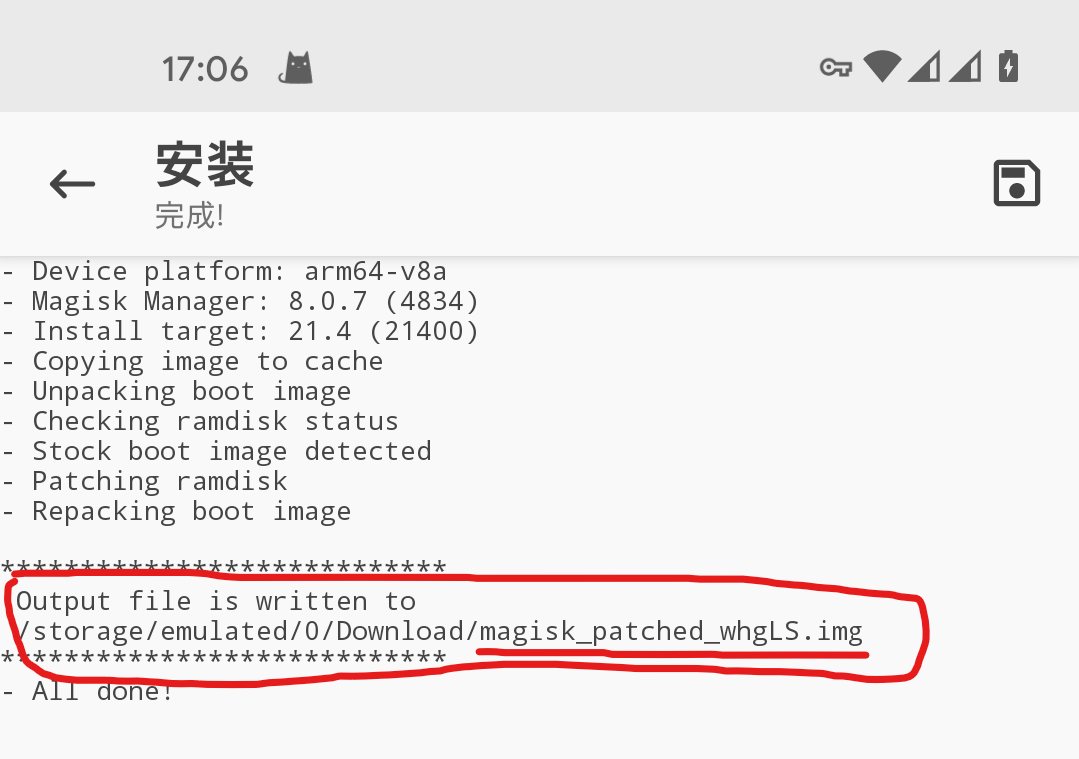 17:06
安装
完成!
- Device platform: arm64-v8a
- Magisk Manager: 8.0.7 (4834)
- Install target: 21.4 (21400)
- Copying image to cache
- Unpacking boot image
- Checking ramdisk status
- Stock boot image detected
- Patching ramdisk
- Repacking boot image
****************************
Output file is written to
/storage/emulated/0/Download/magisk_patched_whgLS.img
****************************
- All done!